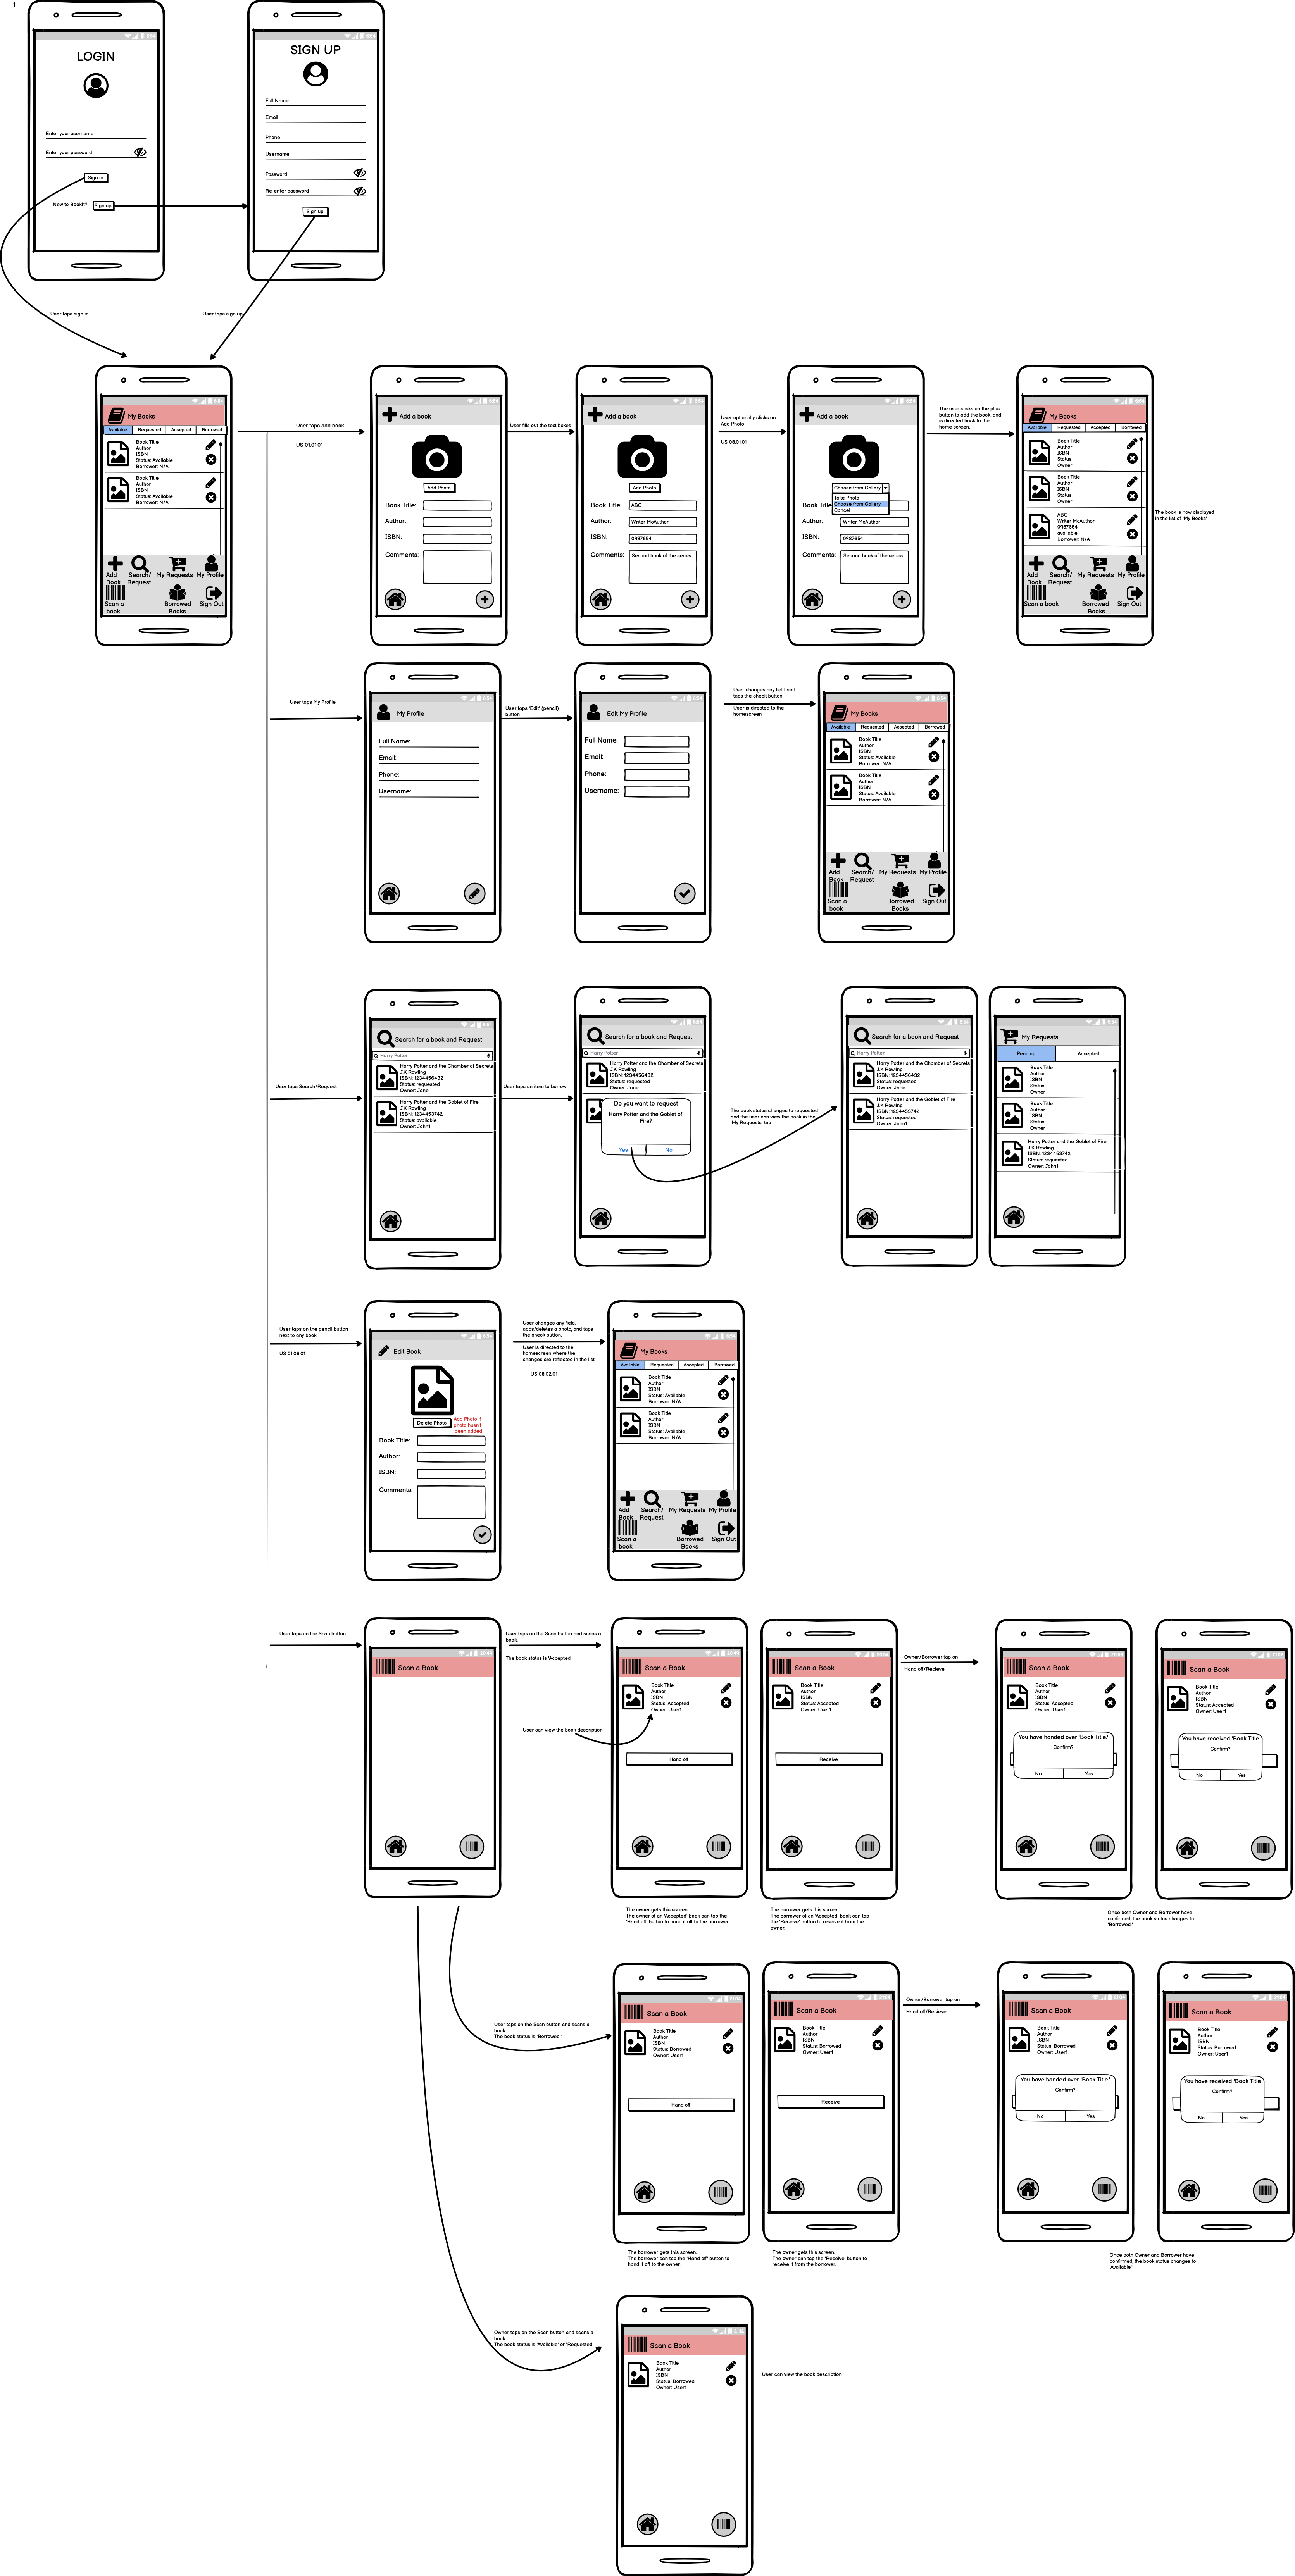 1
LOGIN
Enter your username
Enter your password
Sign in
New to BookIt?
Sign up
SIGN UP
Full Name
Email
Phone
Username
Password
Re-enter password
Sign up
User taps sign in
User taps sign up
My Books
Available Requested Accepted Borrowed
Book Title
Author
ISBN
Status: Available
Borrower: N/A
Book Title
Author
ISBN
Status: Available
Borrower: N/A
Add
Book
Search/
Request
My Requests
My Profile
Scan a
book
Borrowed
Books
Sign Out
User taps add book
US 01.01.01
Add a book
Add Photo
Book Title:
Author:
ISBN:
Comments:
User fills out the text boxes
Add a book
Add Photo
Book Title: ABC
Author: Writer McAuthor
ISBN: 0987654
Comments: Second book of the series.
User optionally clicks on
Add Photo
US 08.01.01
Add a book
Choose from Gallery
Take Photo
Choose from Gallery
Cancel
Book Title
Author: Writer McAuthor
ISBN: 0987654
Comments: Second book of the series.
The user clicks on the plus
button to add the book, and
is directed back to the
home screen.
My Books
Available Requested Accepted Borrowed
Book Title
Author
ISBN
Status
Owner
Book Title
Author
ISBN
Status
Owner
ABC
Writer McAuthor
0987654
available
Borrower: N/A
Add
Book
Search/
Request
My Requests
My Profile
Scan a book
Borrowed
Books
Sign Out
The book is now displayed
in the list of 'My Books'
User taps My Profile
My Profile
Full Name:
Email:
Phone:
Username:
User taps 'Edit' (pencil)
button
Edit My Profile
Full Name:
Email:
Phone:
Username:
User changes any field and
taps the check button
User is directed to the
homescreen
My Books
Available Requested Accepted Borrowed
Book Title
Author
ISBN
Status: Available
Borrower: N/A
Book Title
Author
ISBN
Status: Available
Borrower: N/A
Add
Book
Search/
Request
My Requests
My Profile
Scan a
book
Borrowed
Books
Sign Out
User taps Search/Request
Search for a book and Request
Harry Potter
Harry Potter and the Chamber of Secrets
J.K Rowling
ISBN: 1234456432
Status: requested
Owner: Jane
Harry Potter and the Goblet of Fire
J.K Rowling
ISBN: 1234453742
Status: available
Owner: John1
User taps an item to borrow
Search for a book and Request
Harry Potter
Harry Potter and the Chamber of Secrets
J.K Rowling
ISBN: 1234456432
Status: requested
Owner: Jane
Do you want to request
Harry Potter and the Goblet of
Fire?
Yes No
The book status changes to requested
and the user can view the book in the
'My Requests' tab
Search for a book and Request
Harry Potter
Harry Potter and the Chamber of Secrets
J.K Rowling
ISBN: 1234456432
Status: requested
Owner: Jane
Harry Potter and the Goblet of Fire
J.K Rowling
ISBN: 1234453742
Status: requested
Owner: John1
My Requests
Pending Accepted
Book Title
Author
ISBN
Status
Owner
Book Title
Author
ISBN
Status
Owner
Harry Potter and the Goblet of Fire
J.K Rowling
ISBN: 1234453742
Status: requested
Owner: John1
User taps on the pencil button
next to any book
US 01.06.01
Edit Book
Delete Photo
Add Photo if
photo hasn't
been added
Book Title:
Author:
ISBN:
Comments:
User changes any field,
adds/deletes a photo, and taps
the check button.
User is directed to the
homescreen where the
changes are reflected in the list
US 08.02.01
My Books
Available Requested Accepted Borrowed
Book Title
Author
ISBN
Status: Available
Borrower: N/A
Book Title
Author
ISBN
Status: Available
Borrower: N/A
Add
Book
Search/
Request
My Requests
My Profile
Scan a
book
Borrowed
Books
Sign Out
User taps on the Scan button
Scan a Book
User taps on the Scan button and scans a
book.
The book status is 'Accepted.'
User can view the book description
Scan a Book
Book Title
Author
ISBN
Status: Accepted
Owner: User1
Hand off
The owner gets this screen.
The owner of an 'Accepted' book can tap the
'Hand off' button to hand it off to the borrower.
Scan a Book
Book Title
Author
ISBN
Status: Accepted
Owner: User1
Receive
The borrower gets this scrren.
The borrower of an 'Accepted' book can tap
the 'Receive' button to receive it from the
owner.
Owner/Borrower tap on
Hand off/Recieve
Scan a Book
Book Title
Author
ISBN
Status: Accepted
Owner: User1
You have handed over 'Book Title.'
Confirm?
No Yes
Scan a Book
Book Title
Author
ISBN
Status: Accepted
Owner: User1
You have received 'Book Title
Confirm?
No Yes
Once both Owner and Borrower have
confirmed, the book status changes to
'Borrowed.'
User taps on the Scan button and scans a
book.
The book status is 'Borrowed.'
Scan a Book
Book Title
Author
ISBN
Status: Borrowed
Owner: User1
Hand off
The borrower gets this screen.
The borrower can tap the 'Hand off' button to
hand it off to the owner.
Scan a Book
Book Title
Author
ISBN
Status: Borrowed
Owner: User1
Receive
The owner gets this screen.
The owner can tap the 'Receive' button to
receive it from the borrower.
Owner/Borrower tap on
Hand off/Recieve
Scan a Book
Book Title
Author
ISBN
Status: Borrowed
Owner: User1
You have handed over 'Book Title.'
Confirm?
No Yes
Scan a Book
Book Title
Author
ISBN
Status: Borrowed
Owner: User1
You have received 'Book Title
Confirm?
No Yes
Once both Owner and Borrower have
confirmed, the book status changes to
'Available.'
Owner taps on the Scan button and scans a
book.
The book status is 'Available' or 'Requested'
Scan a Book
Book Title
Author
ISBN
Status: Borrowed
Owner: User1
User can view the book description